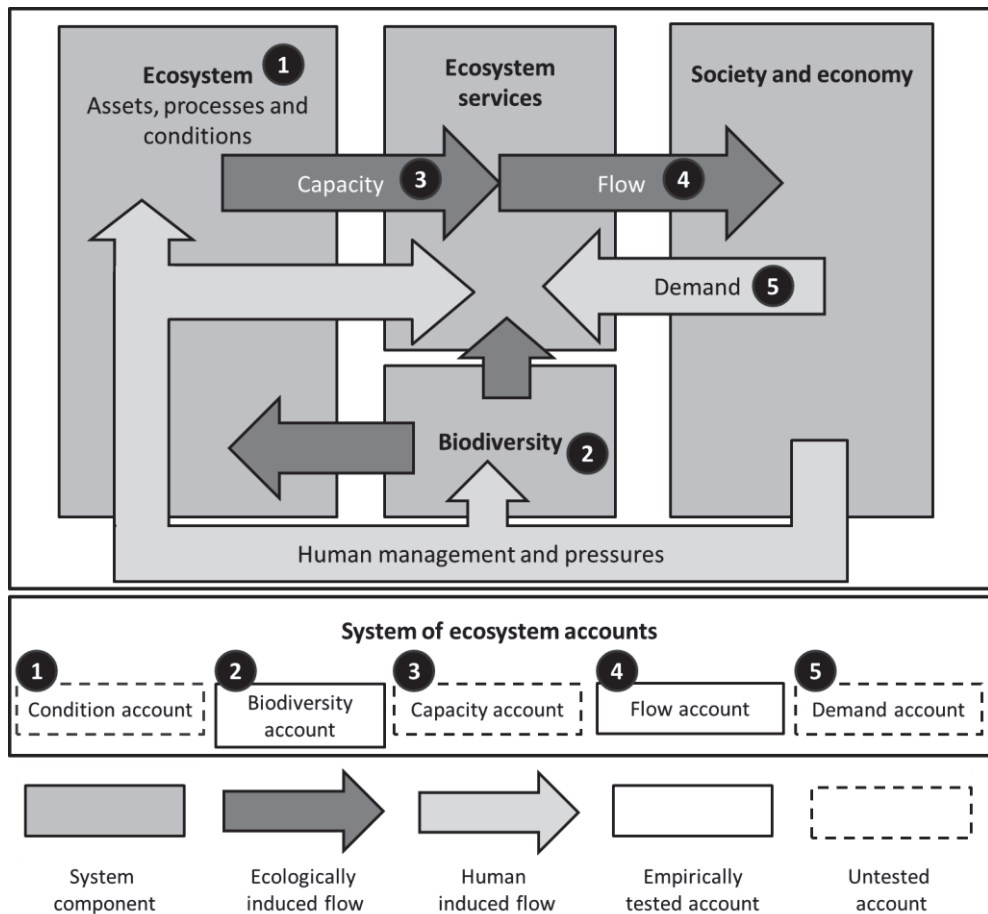 Ecosystem 1
Assets, processes and
conditions
Ecosystem
services
Society and economy
Capacity 3
Flow 4
Demand 5
Biodiversity 2
Human management and pressures
System of ecosystem accounts
1
Condition account
2
Biodiversity
account
3
Capacity account
4
Flow account
5
Demand account
System
component
Ecologically
induced flow
Human
induced flow
Empirically
tested account
Untested
account